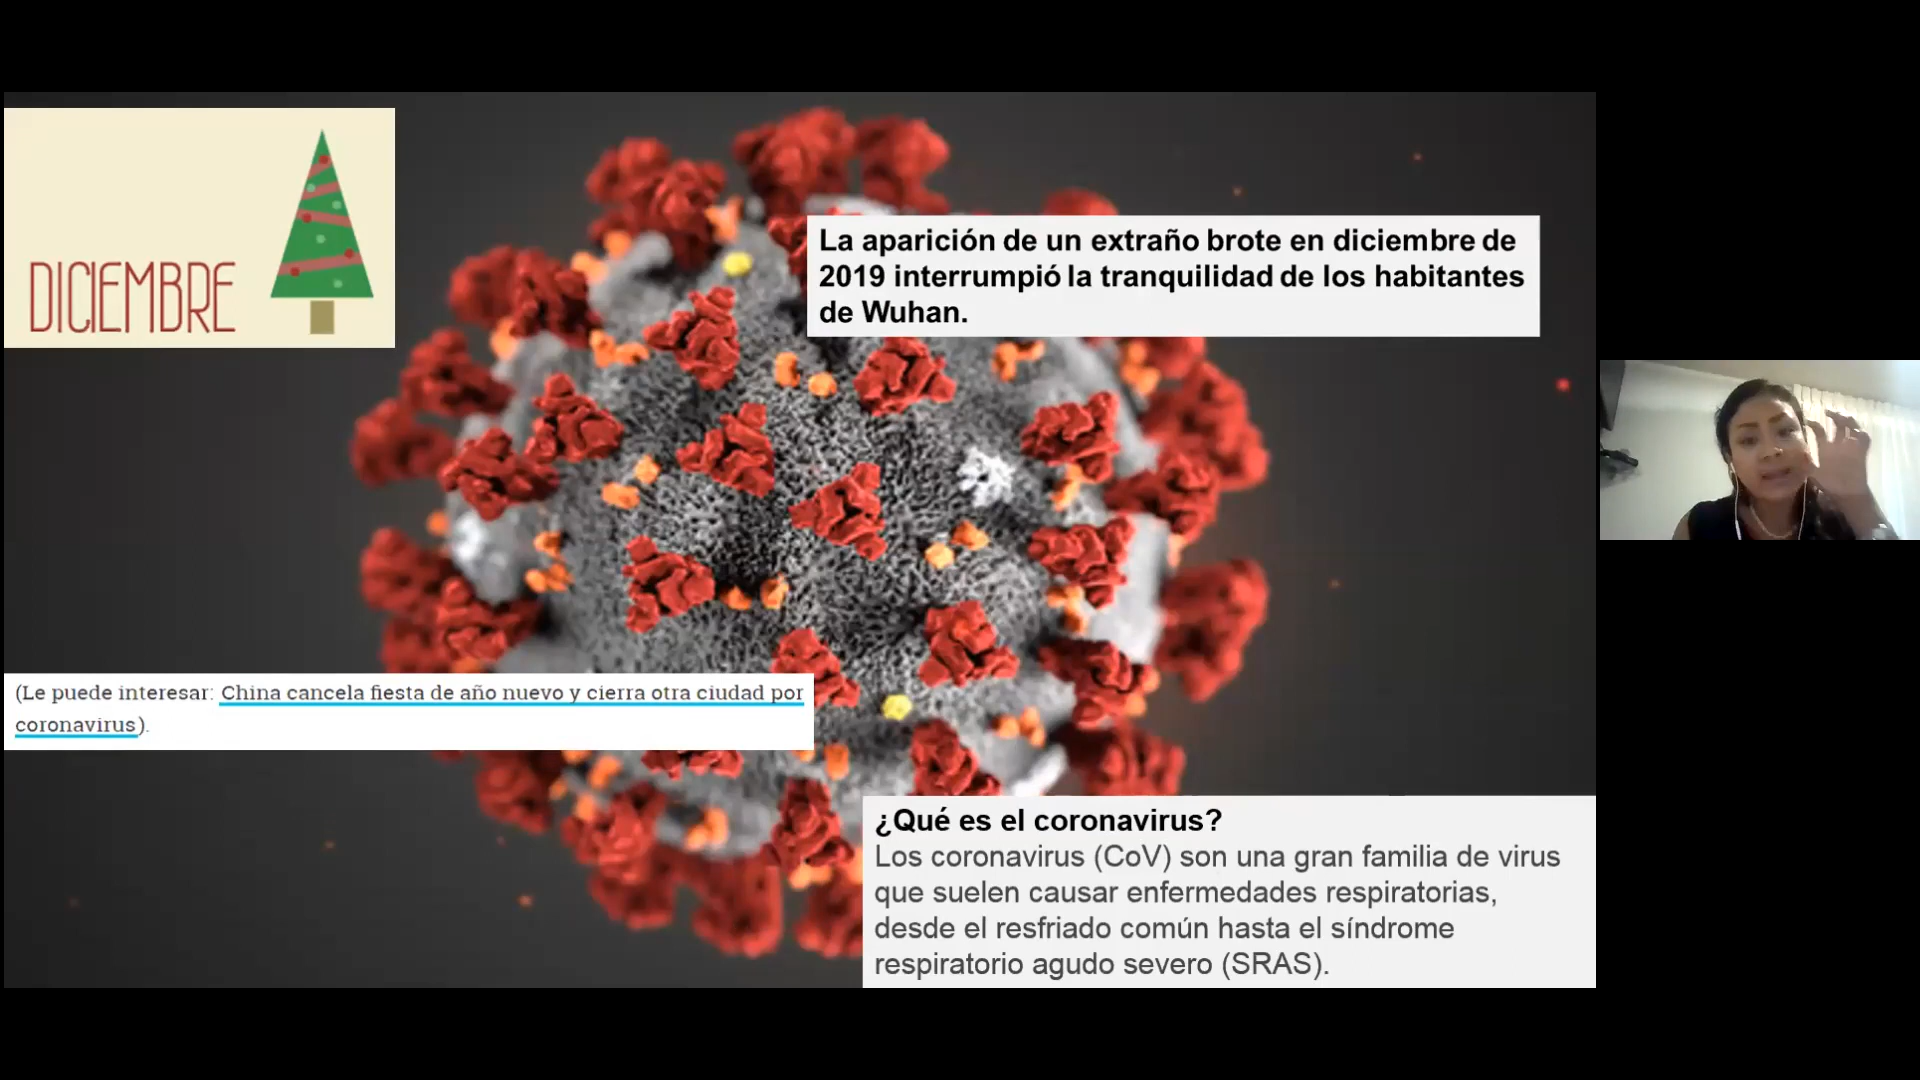 DICIEMBRE
La aparición de un extraño brote en diciembre de
2019 interrumpió la tranquilidad de los habitantes
de Wuhan.
(Le puede interesar: China cancela fiesta de año nuevo y cierra otra ciudad por
coronavirus).
¿Qué es el coronavirus?
Los coronavirus (CoV) son una gran familia de virus
que suelen causar enfermedades respiratorias,
desde el resfriado común hasta el síndrome
respiratorio agudo severo (SRAS).